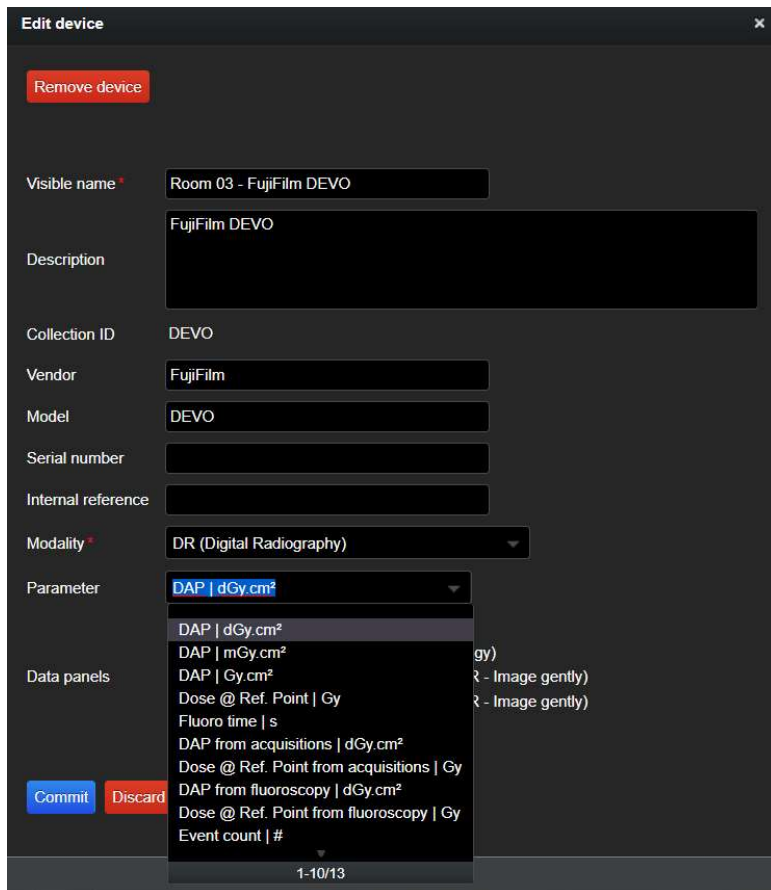 Edit device ×
Remove device
Visible name * Room 03 - FujiFilm DEVO
Description FujiFilm DEVO
Collection ID DEVO
Vendor FujiFilm
Model DEVO
Serial number
Internal reference
Modality * DR (Digital Radiography)
Parameter DAP | dGy.cm²
DAP | dGy.cm²
DAP | mGy.cm² gy)
Data panels DAP | Gy.cm² R - Image gently)
Dose @ Ref. Point | Gy R - Image gently)
Fluoro time | s
DAP from acquisitions | dGy.cm²
Dose @ Ref. Point from acquisitions | Gy
DAP from fluoroscopy | dGy.cm²
Commit Discard Dose @ Ref. Point from fluoroscopy | Gy
Event count | #
1-10/13